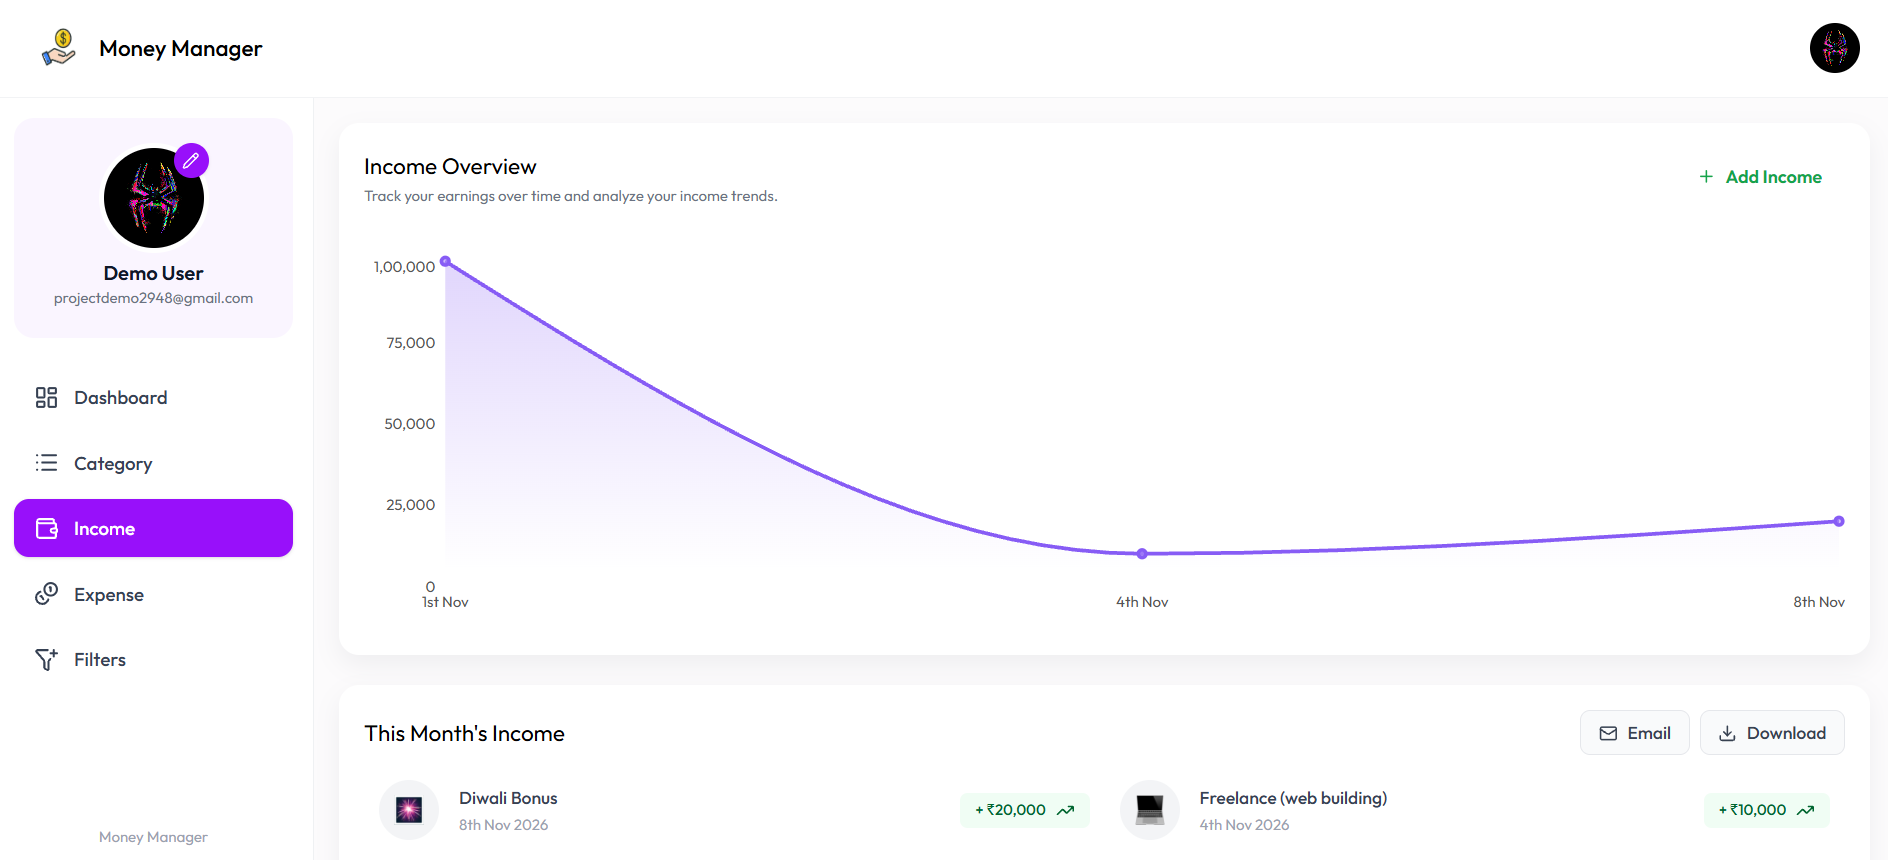 Money Manager
Demo User
projectdemo2948@gmail.com
Dashboard
Category
Income
Expense
Filters
Money Manager
Income Overview
Track your earnings over time and analyze your income trends.
+ Add Income
1,00,000
75,000
50,000
25,000
0
1st Nov
4th Nov
8th Nov
This Month's Income
Email
Download
Diwali Bonus
8th Nov 2026
+ ₹20,000
Freelance (web building)
4th Nov 2026
+ ₹10,000